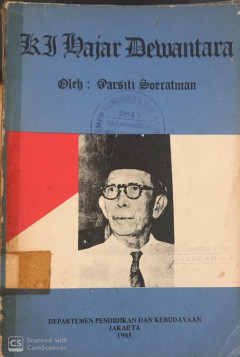 KI Hajar Dewantara
Oleh : Darsiti Soeratman
DEPARTEMEN PENDIDIKAN DAN KEBUDAYAAN
JAKARTA
1985
CS
Scanned with
CamScanner